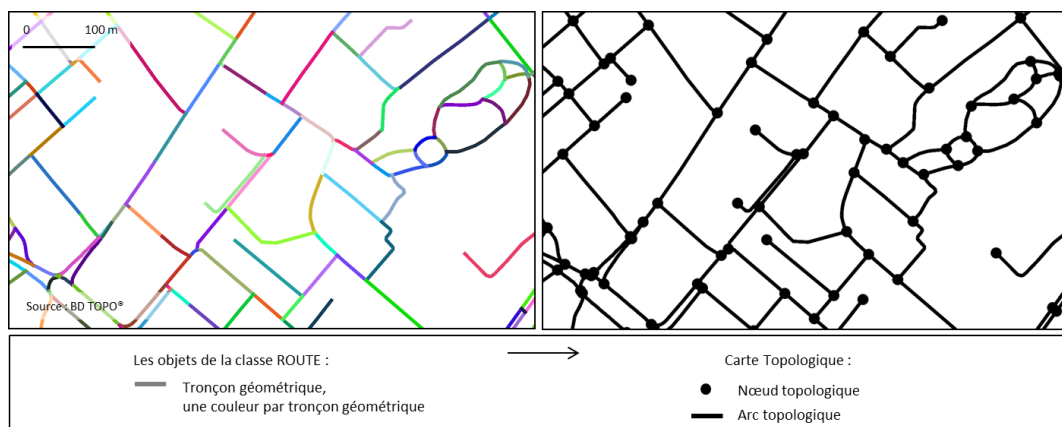 0 100 m
Source : BD TOPO®
Les objets de la classe ROUTE :
Tronçon géométrique,
une couleur par tronçon géométrique
Carte Topologique :
Nœud topologique
Arc topologique